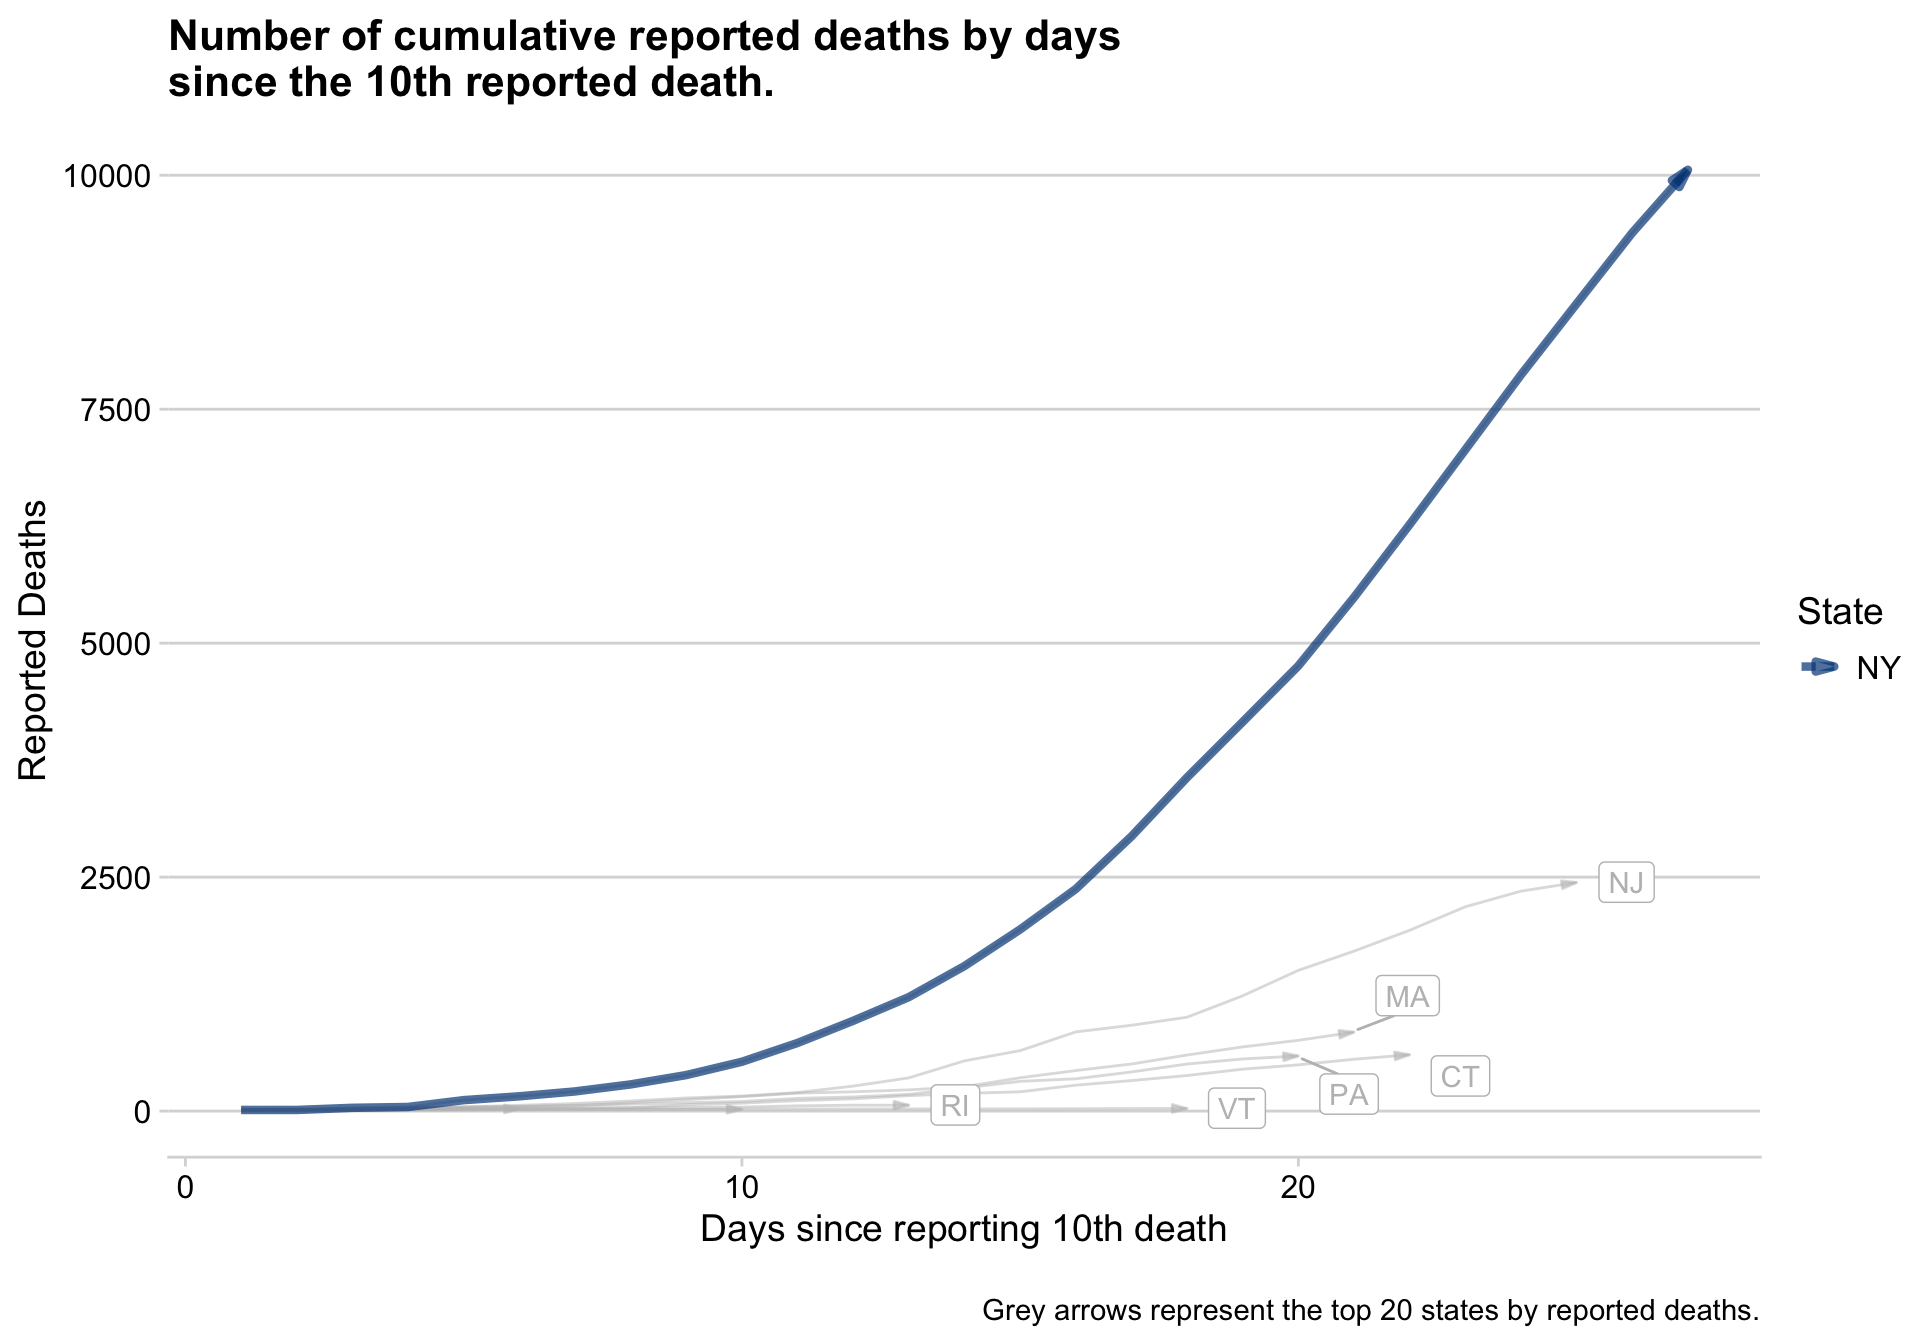 Number of cumulative reported deaths by days
since the 10th reported death.
10000
7500
5000
2500
0
Reported Deaths
NJ
MA
CT
PA
RI
VT
State
NY
0
10
20
Days since reporting 10th death
Grey arrows represent the top 20 states by reported deaths.